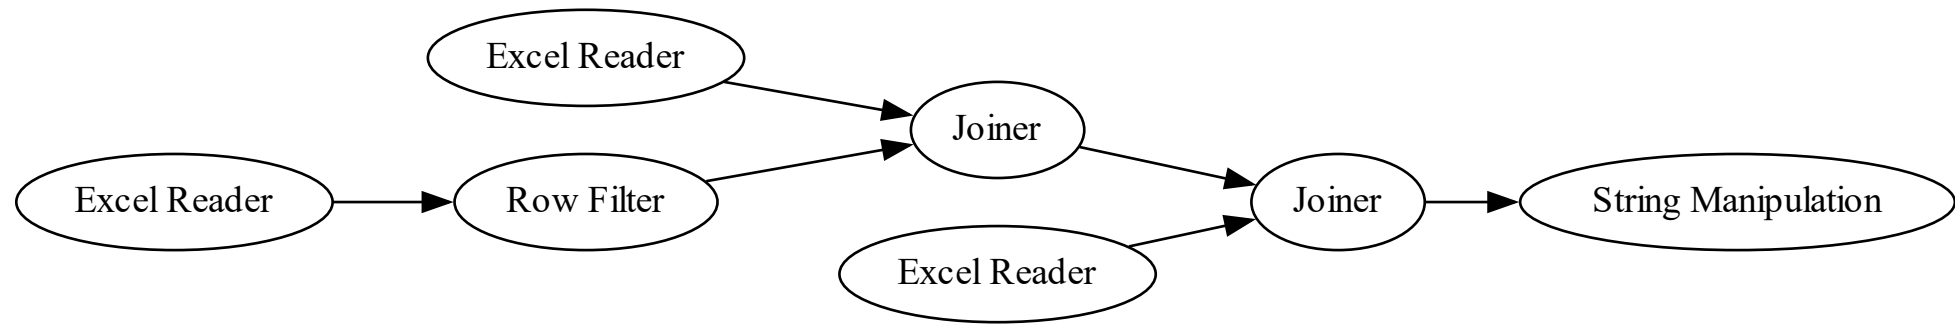 Excel Reader
Joiner
Excel Reader
Row Filter
Joiner
String Manipulation
Excel Reader